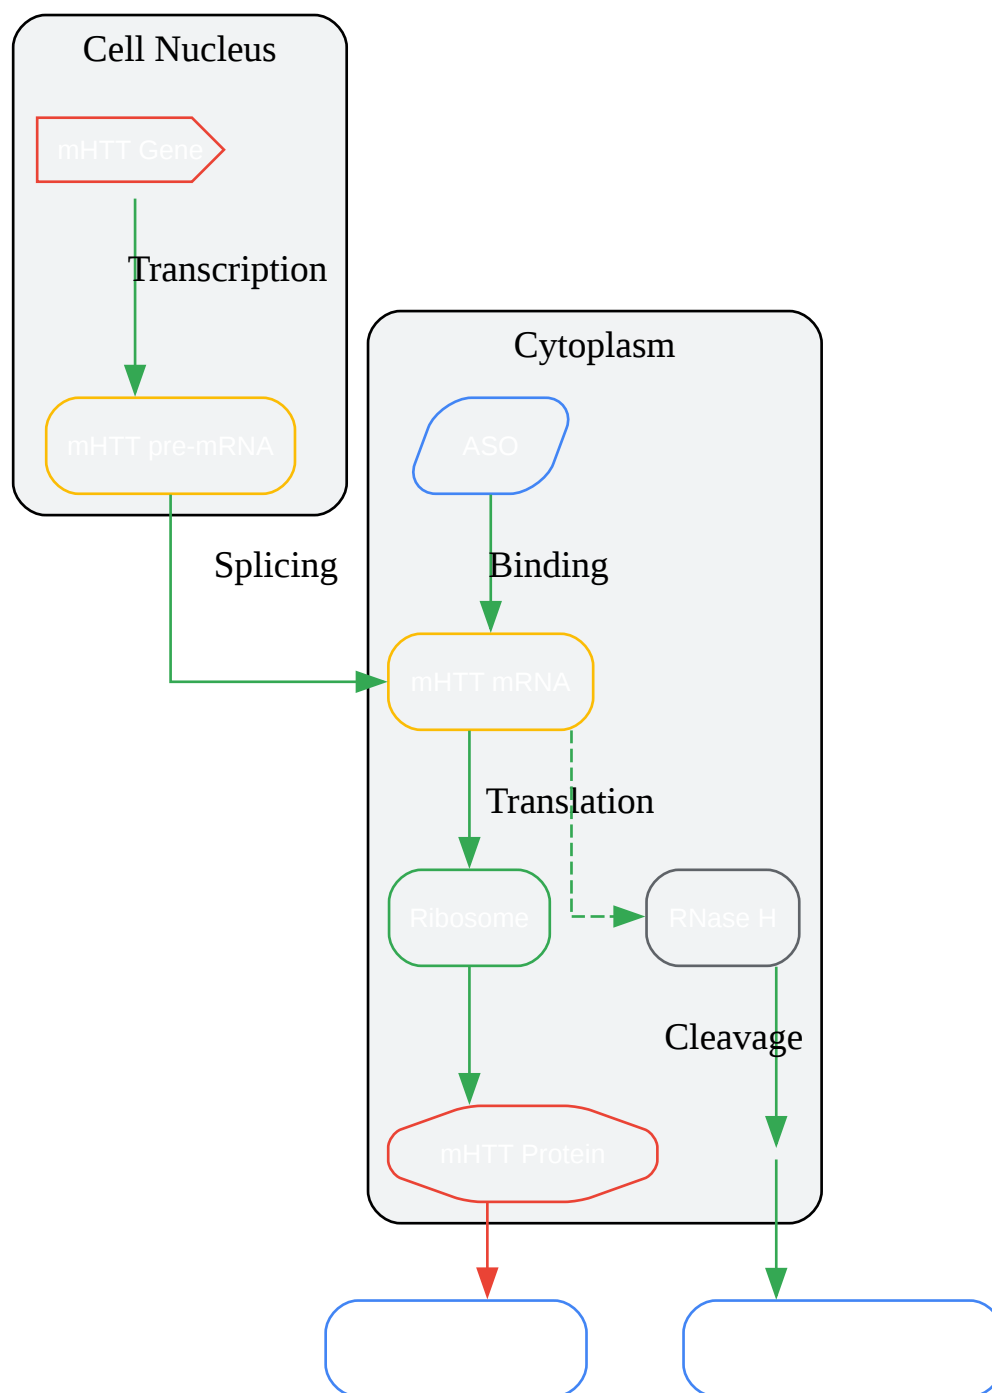 Cell Nucleus
mHTT Gene
Transcription
Cytoplasm
mHTT pre-mRNA
ASO
Splicing
Binding
mHTT mRNA
Translation
Ribosome
RNase H
Cleavage
mHTT Protein